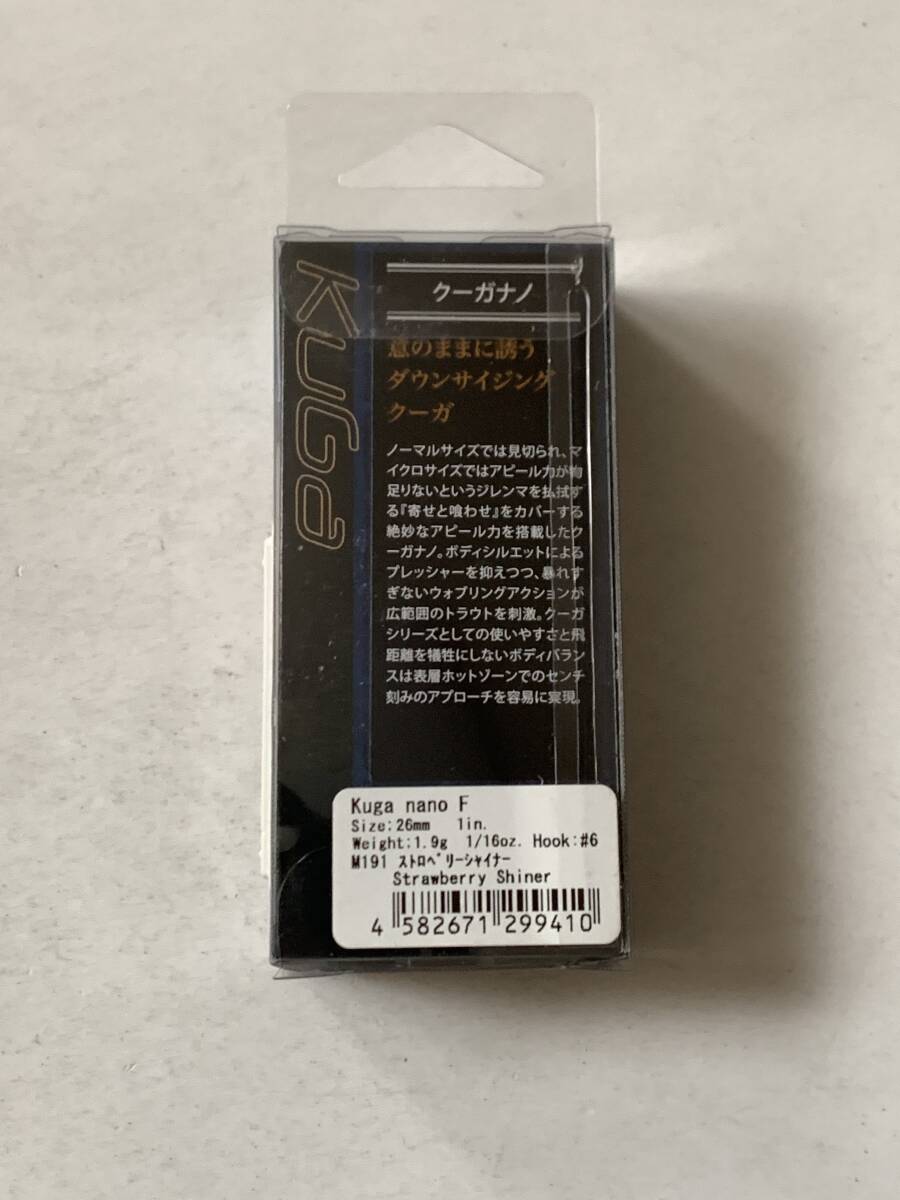 KUGa
クーガナノ
意のままに誘う
ダウンサイジング
クーガ
ノーマルサイズでは見切られ、マ
イクロサイズではアピール力が物
足りないというジレンマを払拭す
る『寄せと喰わせ』をカバーする
絶妙なアピール力を搭載したク
ーガナノ。ボディシルエットによる
プレッシャーを抑えつつ、暴れす
ぎないウォブリングアクションが
広範囲のトラウトを刺激。クーガ
シリーズとしての使いやすさと飛
距離を犠牲にしないボディバラン
スは表層ホットゾーンでのセンチ
刻みのアプローチを容易に実現。
Kuga nano F
Size:26mm 1in.
Weight:1.9g 1/16oz. Hook:#6
M191 ｽﾄﾛﾍﾞﾘｰｼｬｲﾅｰ
Strawberry Shiner
4 582671 299410